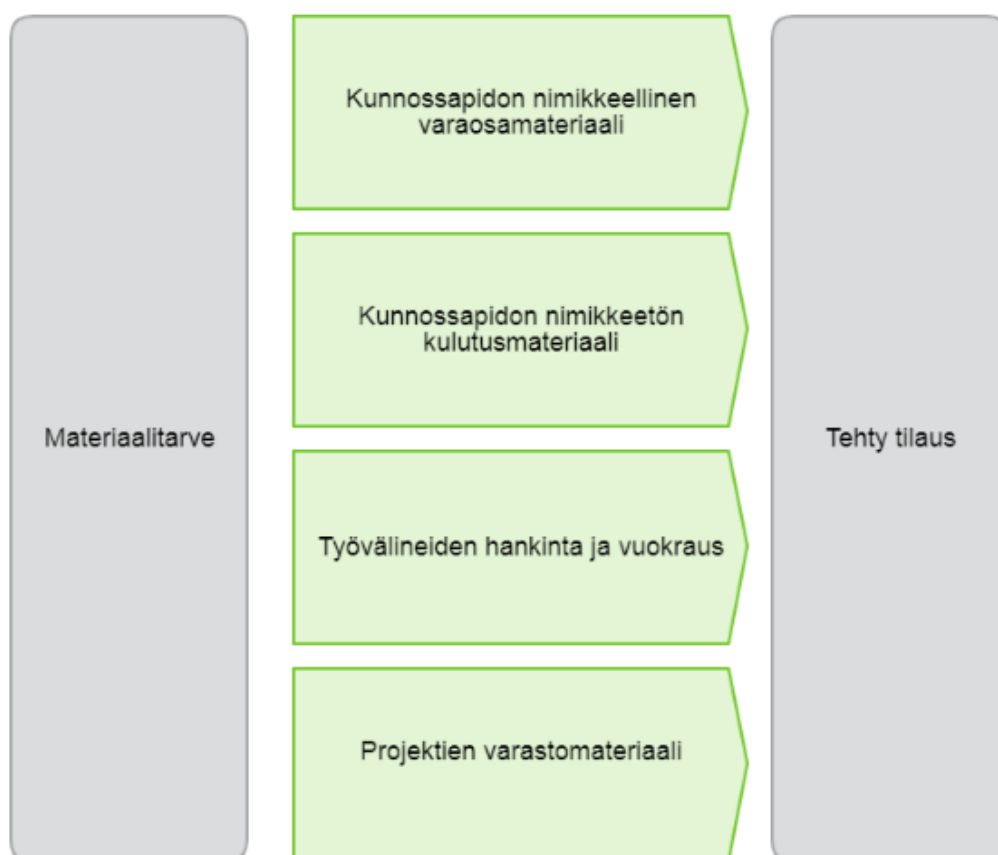 Materiaalitarve
Kunnossapidon nimikkeellinen
varaosamateriaali
Kunnossapidon nimikkeetön
kulutusmateriaali
Työvälineiden hankinta ja vuokraus
Projektien varastomateriaali
Tehty tilaus